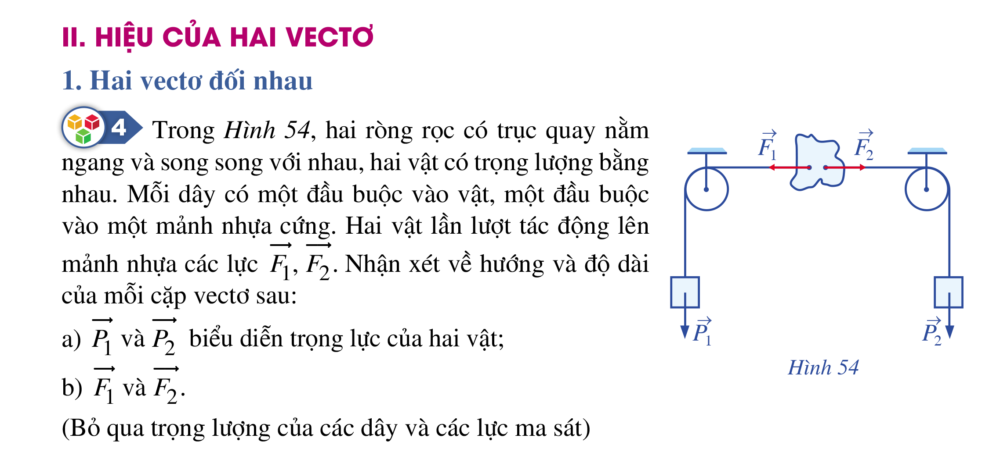 II. HIỆU CỦA HAI VECTƠ
1. Hai vectơ đối nhau
4 Trong Hình 54, hai ròng rọc có trục quay nằm
ngang và song song với nhau, hai vật có trọng lượng bằng
nhau. Mỗi dây có một đầu buộc vào vật, một đầu buộc
vào một mảnh nhựa cứng. Hai vật lần lượt tác động lên
mảnh nhựa các lực $\overrightarrow{F_1}$, $\overrightarrow{F_2}$. Nhận xét về hướng và độ dài
của mỗi cặp vectơ sau:
a) $\overrightarrow{P_1}$ và $\overrightarrow{P_2}$ biểu diễn trọng lực của hai vật;
b) $\overrightarrow{F_1}$ và $\overrightarrow{F_2}$.
(Bỏ qua trọng lượng của các dây và các lực ma sát)
$\overrightarrow{F}_1$
$\overrightarrow{F}_2$
$\overrightarrow{P}_1$
$\overrightarrow{P}_2$
Hình 54